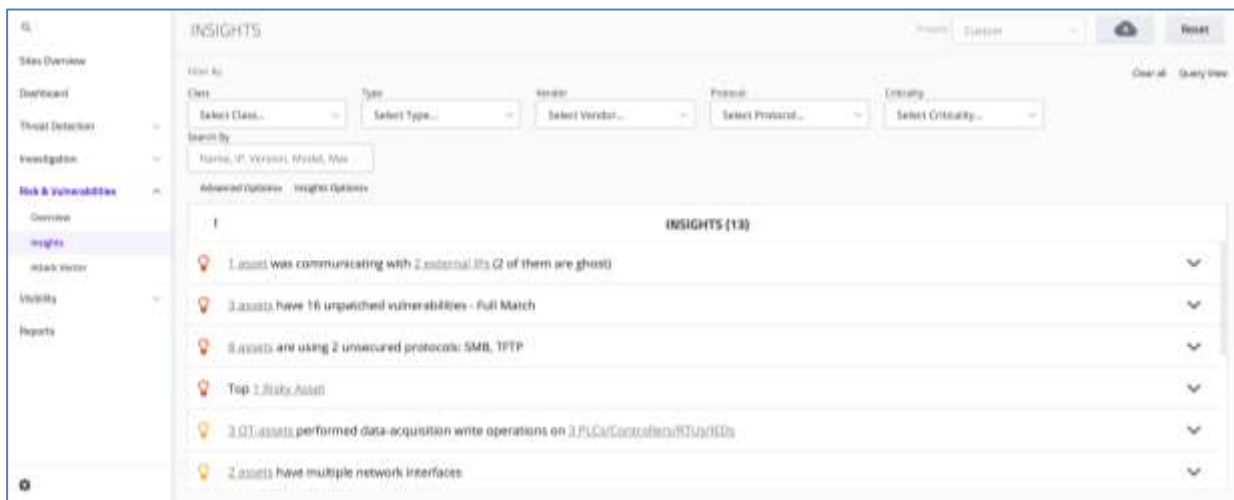 INSIGHTS
Presets Custom
Reset
Sites Overview
Dashboard
Threat Detection
Investigation
Risk & Vulnerabilities
Overview
Insights
Attack Vector
Visibility
Reports
Filter By
Clear all Query View
Class Type Vendor Protocol Criticality
Select Class... Select Type... Select Vendor... Select Protocol... Select Criticality...
Search By
Name, IP, Version, Model, Mac
Advanced Options Insights Options
INSIGHTS (13)
1 asset was communicating with 2 external IPs (2 of them are ghost)
3 assets have 16 unpatched vulnerabilities - Full Match
8 assets are using 2 unsecured protocols: SMB, TFTP
Top 1 Risky Asset
3 OT-assets performed data-acquisition write operations on 3 PLCs/Controllers/RTUs/IEDs
2 assets have multiple network interfaces